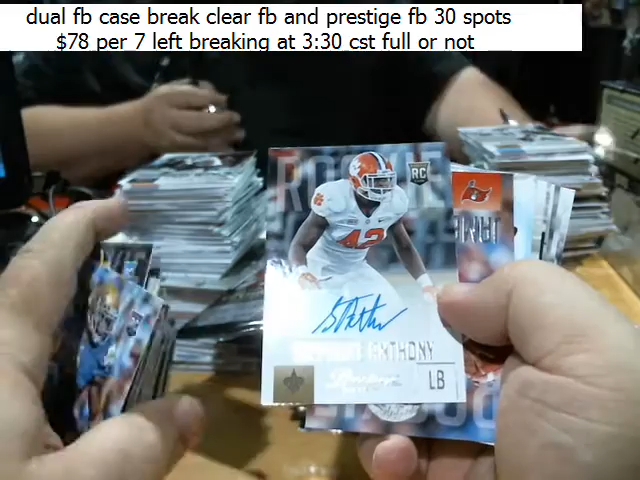 dual fb case break clear fb and prestige fb 30 spots
$78 per 7 left breaking at 3:30 cst full or not
ROOKIE
RC
42
ANTHONY
Prestige
LB